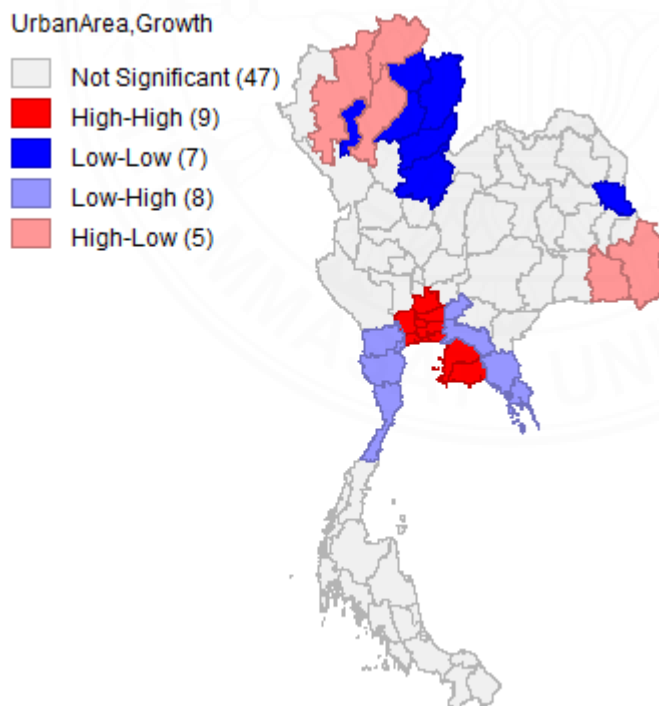 UrbanArea,Growth
Not Significant (47)
High-High (9)
Low-Low (7)
Low-High (8)
High-Low (5)